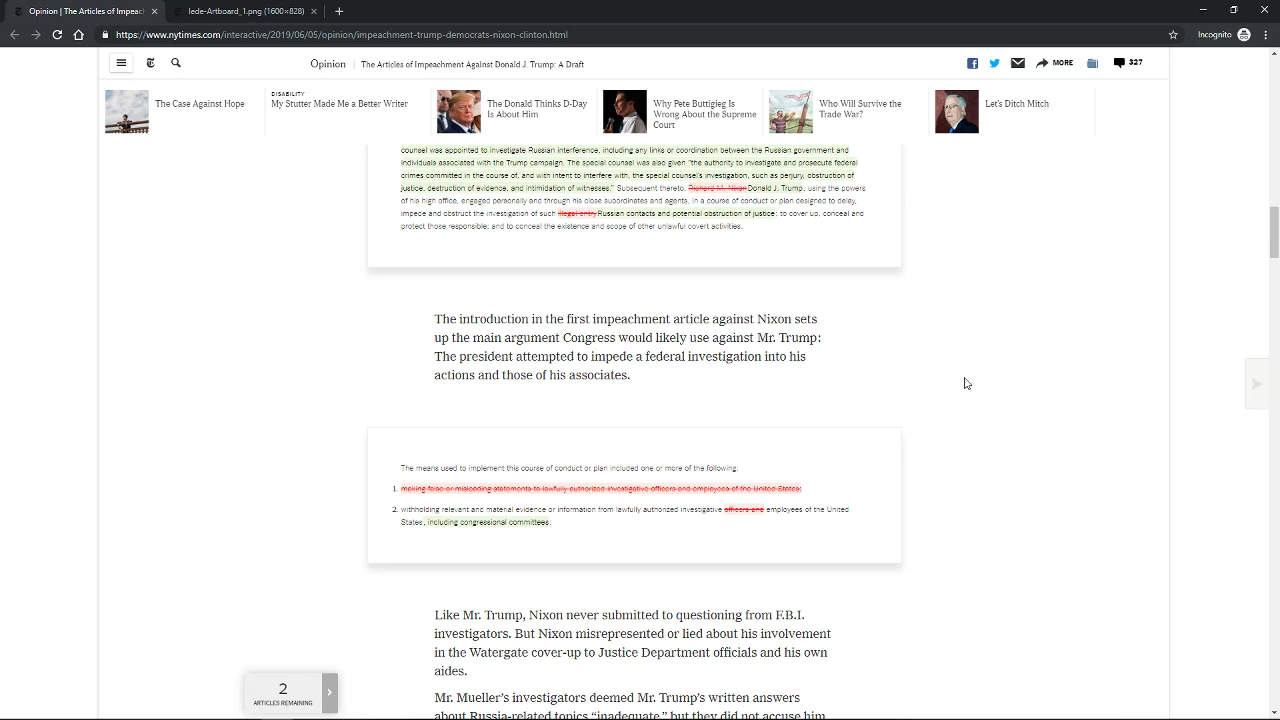 Opinion | The Articles of Impeac
lede-Artboard_1.png (1600×828)
https://www.nytimes.com/interactive/2019/06/05/opinion/impeachment-trump-democrats-nixon-clinton.html
Incognito
Opinion | The Articles of Impeachment Against Donald J. Trump: A Draft
MORE
327
The Case Against Hope
DISABILITY
My Stutter Made Me a Better Writer
The Donald Thinks D-Day
Is About Him
Why Pete Buttigieg Is
Wrong About the Supreme
Court
Who Will Survive the
Trade War?
Let's Ditch Mitch
counsel was appointed to investigate Russian interference, including any links or coordination between the Russian government and
individuals associated with the Trump campaign. The special counsel was also given “the authority to investigate and prosecute federal
crimes committed in the course of, and with intent to interfere with, the special counsel's investigation, such as perjury, obstruction of
justice, destruction of evidence, and intimidation of witnesses.” Subsequent thereto, Richard M. Nixon Donald J. Trump, using the powers
of his high office, engaged personally and through his close subordinates and agents, in a course of conduct or plan designed to delay,
impede and obstruct the investigation of such illegal entry Russian contacts and potential obstruction of justice; to cover up, conceal and
protect those responsible; and to conceal the existence and scope of other unlawful covert activities.
The introduction in the first impeachment article against Nixon sets
up the main argument Congress would likely use against Mr. Trump:
The president attempted to impede a federal investigation into his
actions and those of his associates.
The means used to implement this course of conduct or plan included one or more of the following:
1. making false or misleading statements to lawfully authorized investigative officers and employees of the United States;
2. withholding relevant and material evidence or information from lawfully authorized investigative officers and employees of the United
States, including congressional committees;
Like Mr. Trump, Nixon never submitted to questioning from F.B.I.
investigators. But Nixon misrepresented or lied about his involvement
in the Watergate cover-up to Justice Department officials and his own
aides.
Mr. Mueller's investigators deemed Mr. Trump's written answers
about Russia-related topics “inadequate,” but they did not accuse him
2
ARTICLES REMAINING